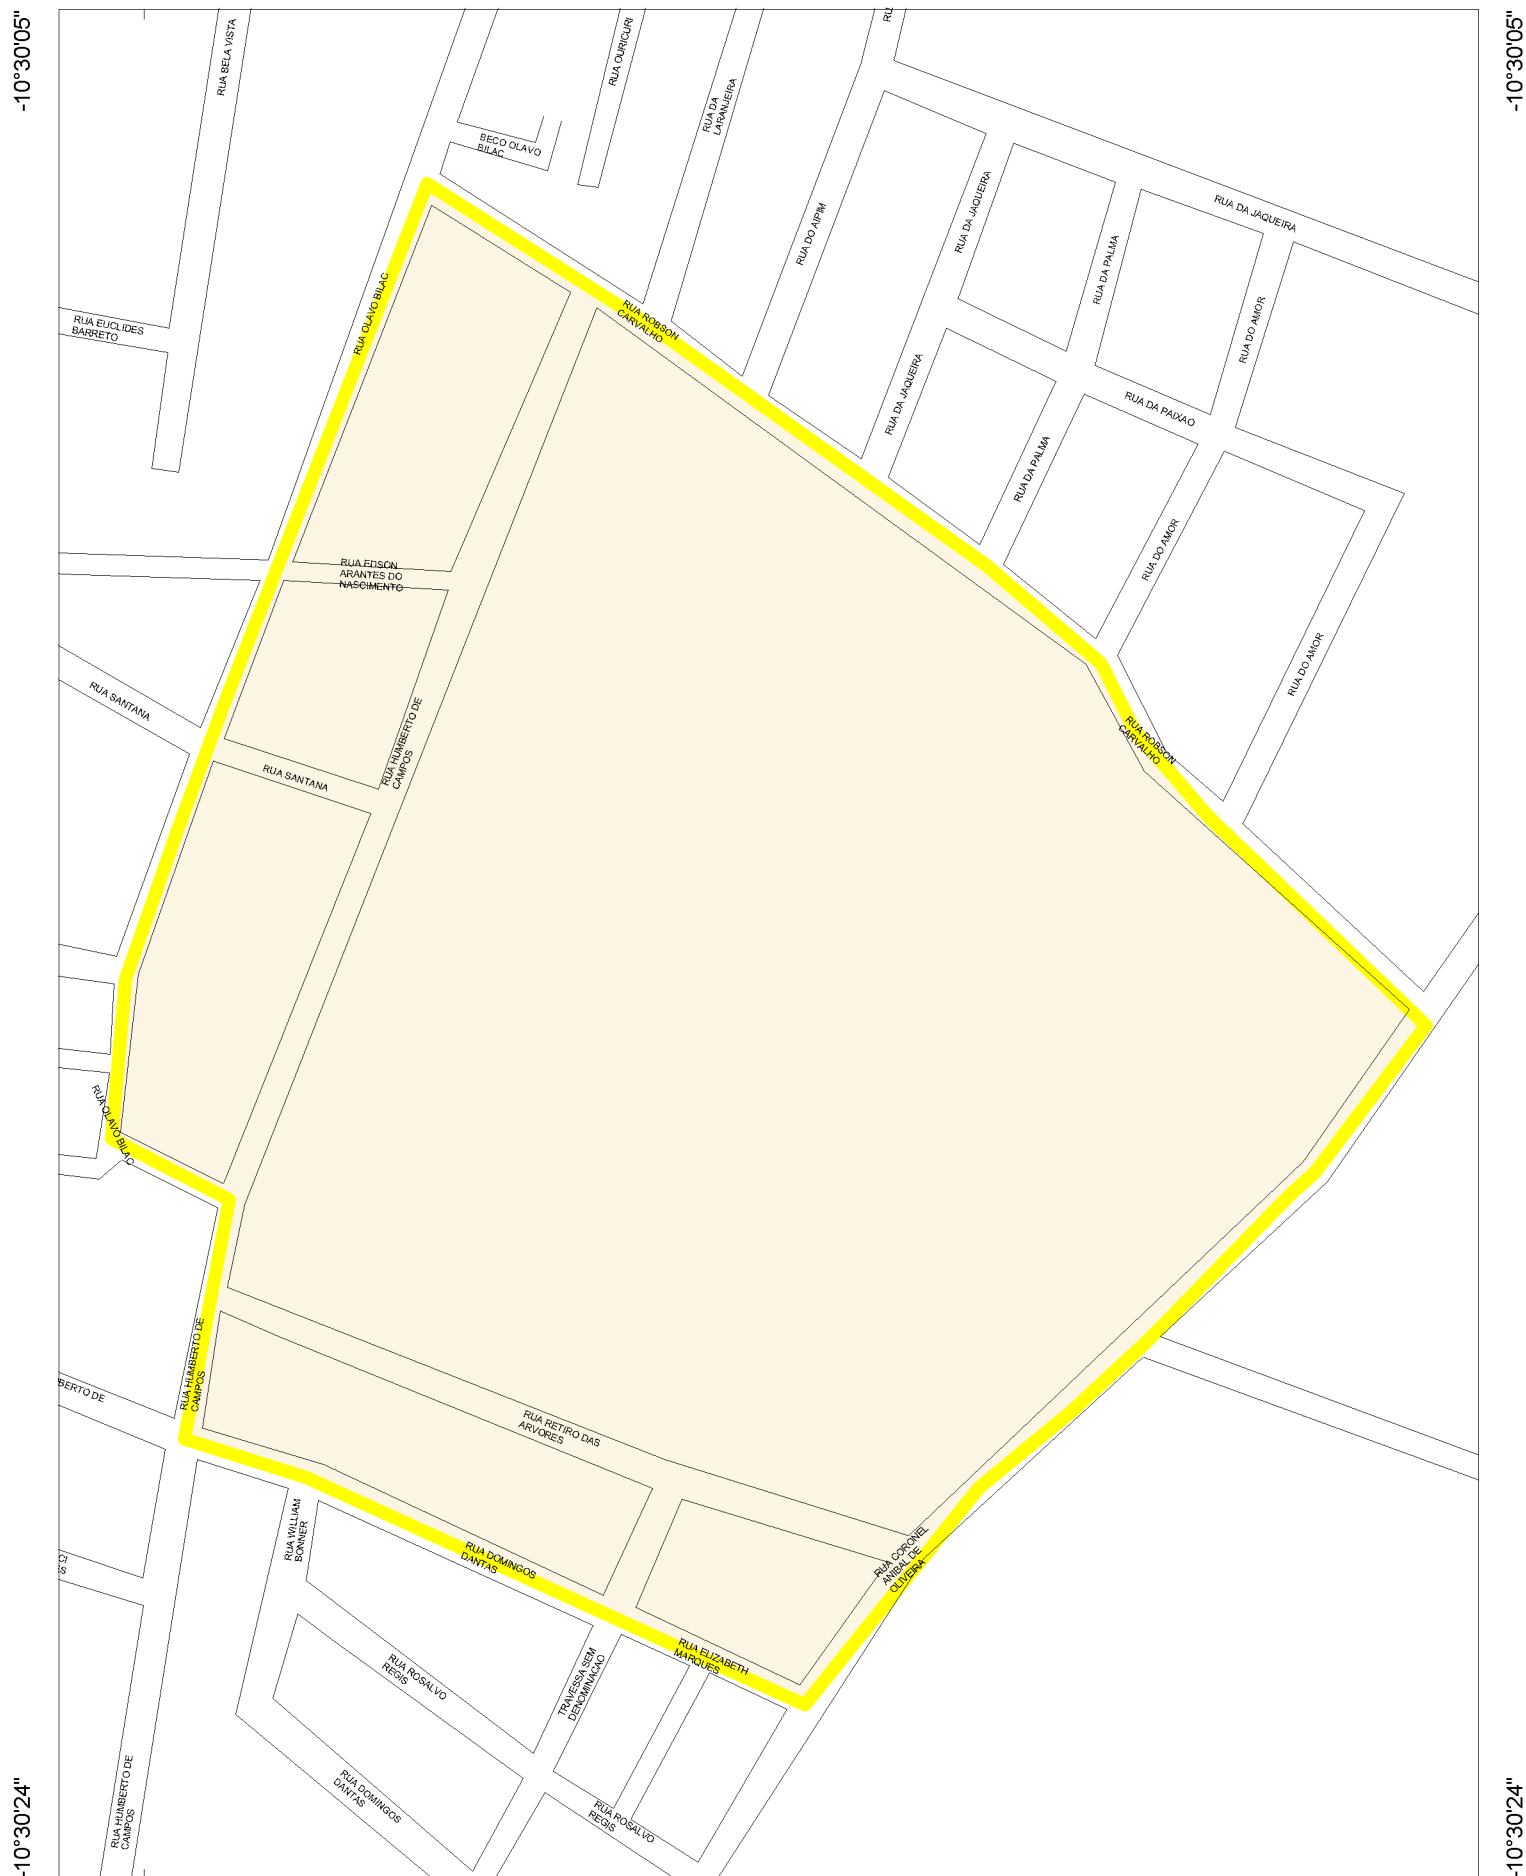 -10°30'05"
-10°30'05"
RUA BELA VISTA
RUA OURICURI
RU
RUA DA
LARANJEIRA
BECO OLAVO
BILAC
RUA DO AIPIM
RUA DA JAQUEIRA
RUA DA JAQUEIRA
RUA DA PALMA
RUA DO AMOR
RUA EUCLIDES
BARRETO
RUA OLAVO BILAC
RUA ROBSON
CARVALHO
RUA DA JAQUEIRA
RUA DA PAIXAO
RUA DA PALMA
RUA DO AMOR
RUA EDSON
ARANTES DO
NASCIMENTO
RUA DO AMOR
RUA SANTANA
RUA HUMBERTO DE
CAMPOS
RUA ROBSON
CARVALHO
RUA SANTANA
RUA OLAVO BILAC
RUA HUMBERTO DE
CAMPOS
BERTO DE
RUA RETIRO DAS
ARVORES
RUA WILLIAM
BONNER
RUA CORONEL
ANIBAL DE
OLIVEIRA
CI
ES
RUA DOMINGOS
DANTAS
RUA ELIZABETH
MARQUES
RUA ROSALVO
REGIS
TRAVESSA SEM
DENOMINACAO
RUA DOMINGOS
DANTAS
RUA HUMBERTO DE
CAMPOS
RUA ROSALVO
REGIS
-10°30'24"
-10°30'24"